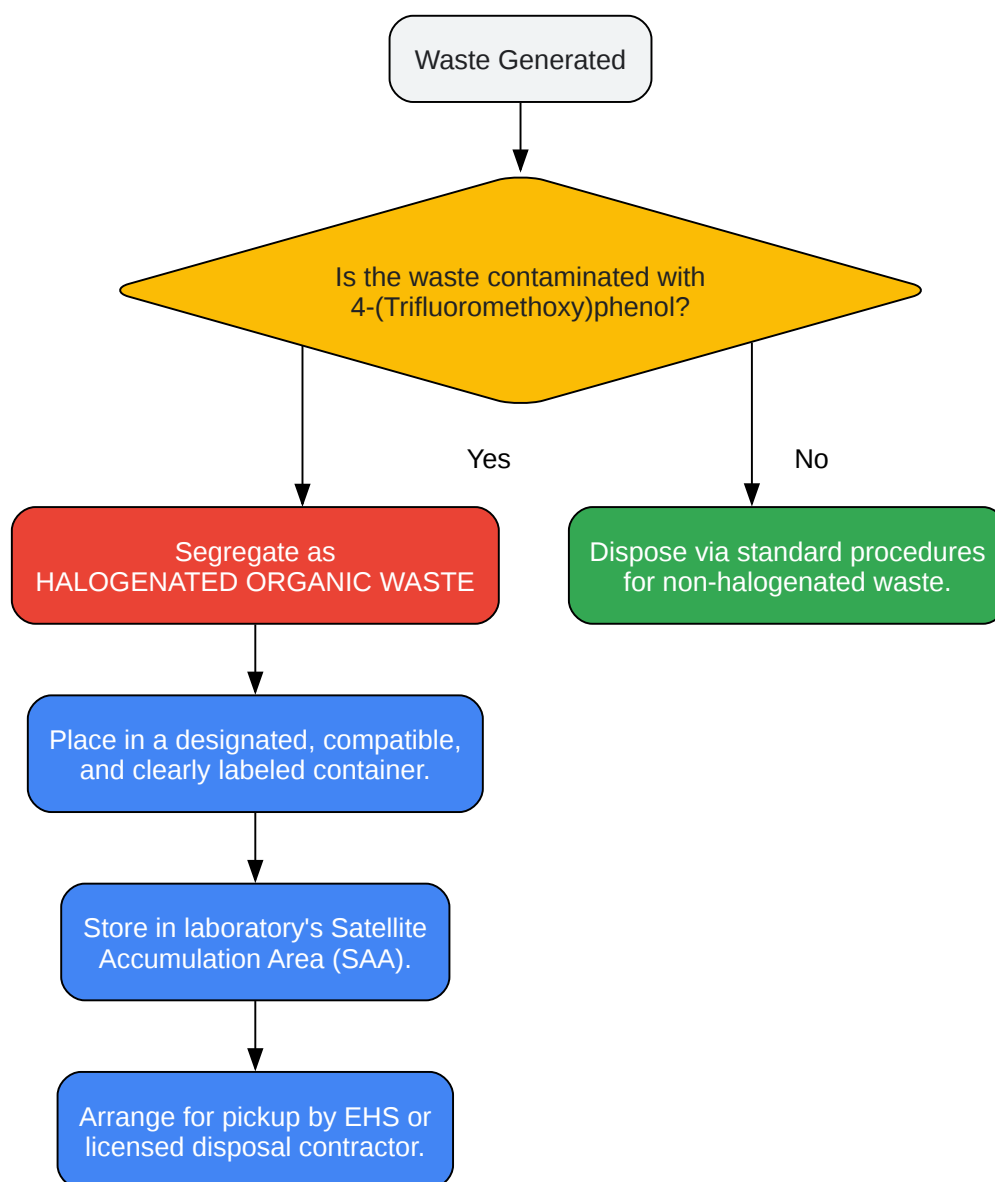 Waste Generated
Is the waste contaminated with
4-(Trifluoromethoxy)phenol?
Yes
No
Segregate as
HALOGENATED ORGANIC WASTE
Dispose via standard procedures
for non-halogenated waste.
Place in a designated, compatible,
and clearly labeled container.
Store in laboratory's Satellite
Accumulation Area (SAA).
Arrange for pickup by EHS or
licensed disposal contractor.